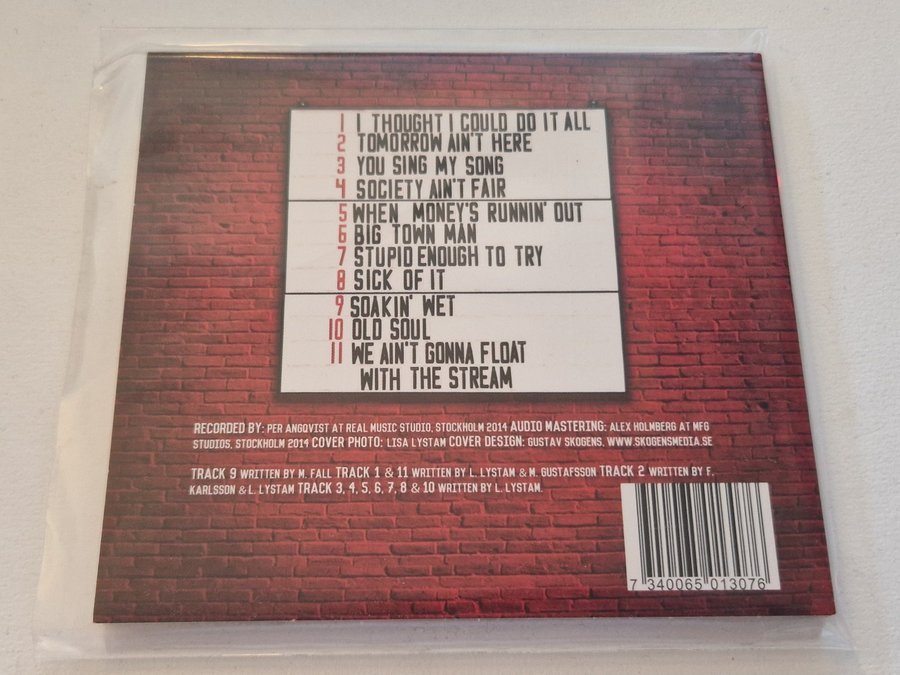 1 I THOUGHT I COULD DO IT ALL
2 TOMORROW AIN'T HERE
3 YOU SING MY SONG
4 SOCIETY AIN'T FAIR
5 WHEN MONEY'S RUNNIN' OUT
6 BIG TOWN MAN
7 STUPID ENOUGH TO TRY
8 SICK OF IT
9 SOAKIN' WET
10 OLD SOUL
11 WE AIN'T GONNA FLOAT
WITH THE STREAM
RECORDED BY: PER ANGQVIST AT REAL MUSIC STUDIO, STOCKHOLM 2014 AUDIO MASTERING: ALEX HOLMBERG AT MFG
STUDIOS, STOCKHOLM 2014 COVER PHOTO: LISA LYSTAM COVER DESIGN: GUSTAV SKOGENS, WWW.SKOGENSMEDIA.SE
TRACK 9 WRITTEN BY M. FALL TRACK 1 & 11 WRITTEN BY L. LYSTAM & M. GUSTAFSSON TRACK 2 WRITTEN BY F.
KARLSSON & L. LYSTAM TRACK 3, 4, 5, 6, 7, 8 & 10 WRITTEN BY L. LYSTAM.
7 340065 013076